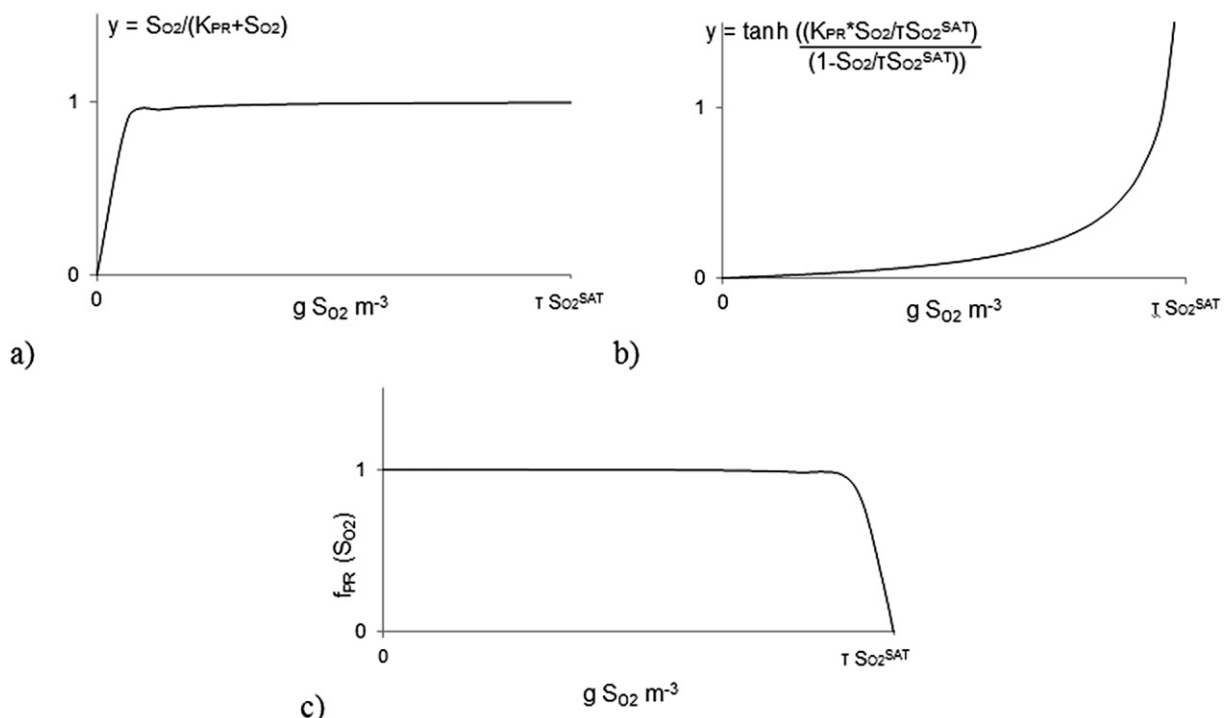 y = SO2/(KPR+SO2)
1
0
0
g SO2 m-3
τ SO2SAT
a)
y = tanh ((KPR*SO2/τSO2SAT)
(1-SO2/τSO2SAT))
1
0
0
g SO2 m-3
τ SO2SAT
b)
fPR (SO2)
1
0
0
τ SO2SAT
g SO2 m-3
c)